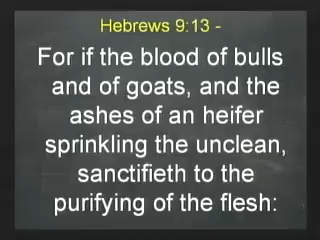 Hebrews 9:13 -
For if the blood of bulls
and of goats, and the
ashes of an heifer
sprinkling the unclean,
sanctifieth to the
purifying of the flesh: